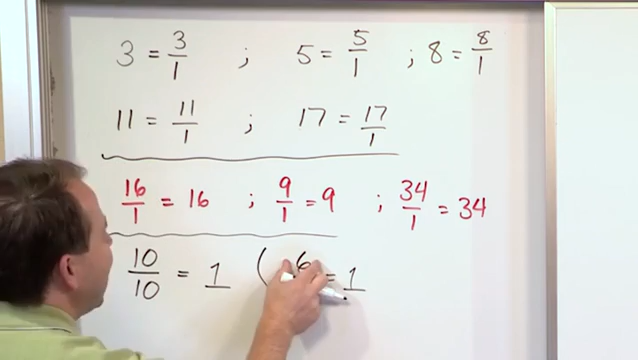 3 = 3/1 ; 5 = 5/1 ; 8 = 8/1
11 = 11/1 ; 17 = 17/1
16/1 = 16 ; 9/1 = 9 ; 34/1 = 34
10/10 = 1 ( 6 = 1